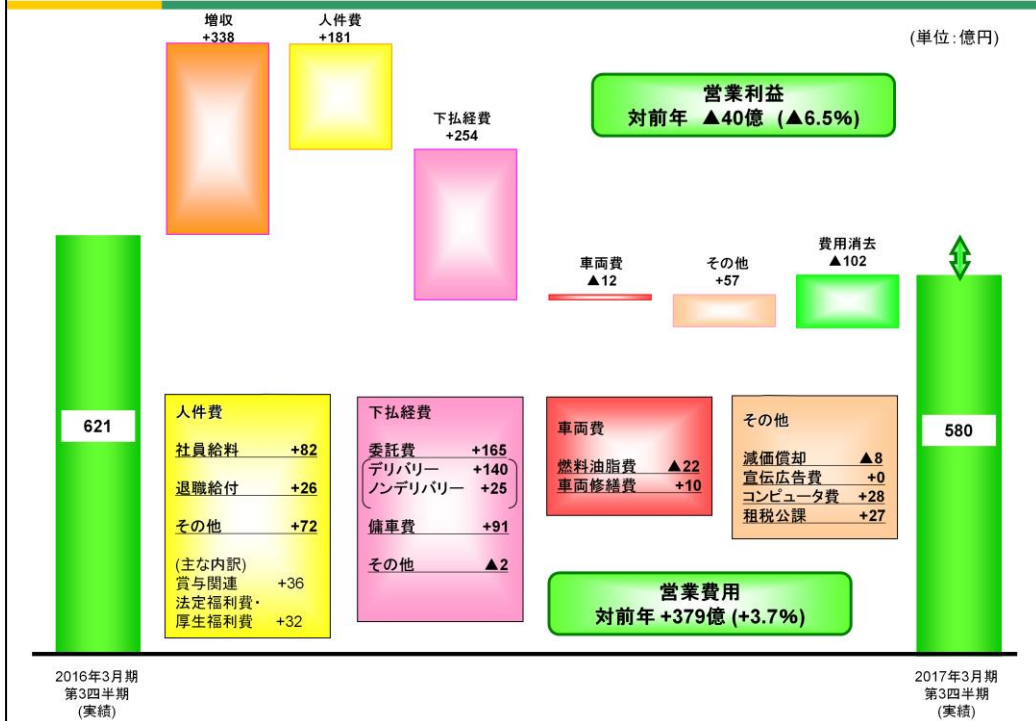 (単位:億円)
増収
+338
人件費
+181
下払経費
+254
車両費
▲12
その他
+57
費用消去
▲102
営業利益
対前年 ▲40億 (▲6.5%)
621
580
人件費
社員給料 +82
退職給付 +26
その他 +72
(主な内訳)
賞与関連 +36
法定福利費・
厚生福利費 +32
下払経費
委託費 +165
デリバリー +140
ノンデリバリー +25
傭車費 +91
その他 ▲2
車両費
燃料油脂費 ▲22
車両修繕費 +10
その他
減価償却 ▲8
宣伝広告費 +0
コンピュータ費 +28
租税公課 +27
営業費用
対前年 +379億 (+3.7%)
2016年3月期
第3四半期
(実績)
2017年3月期
第3四半期
(実績)